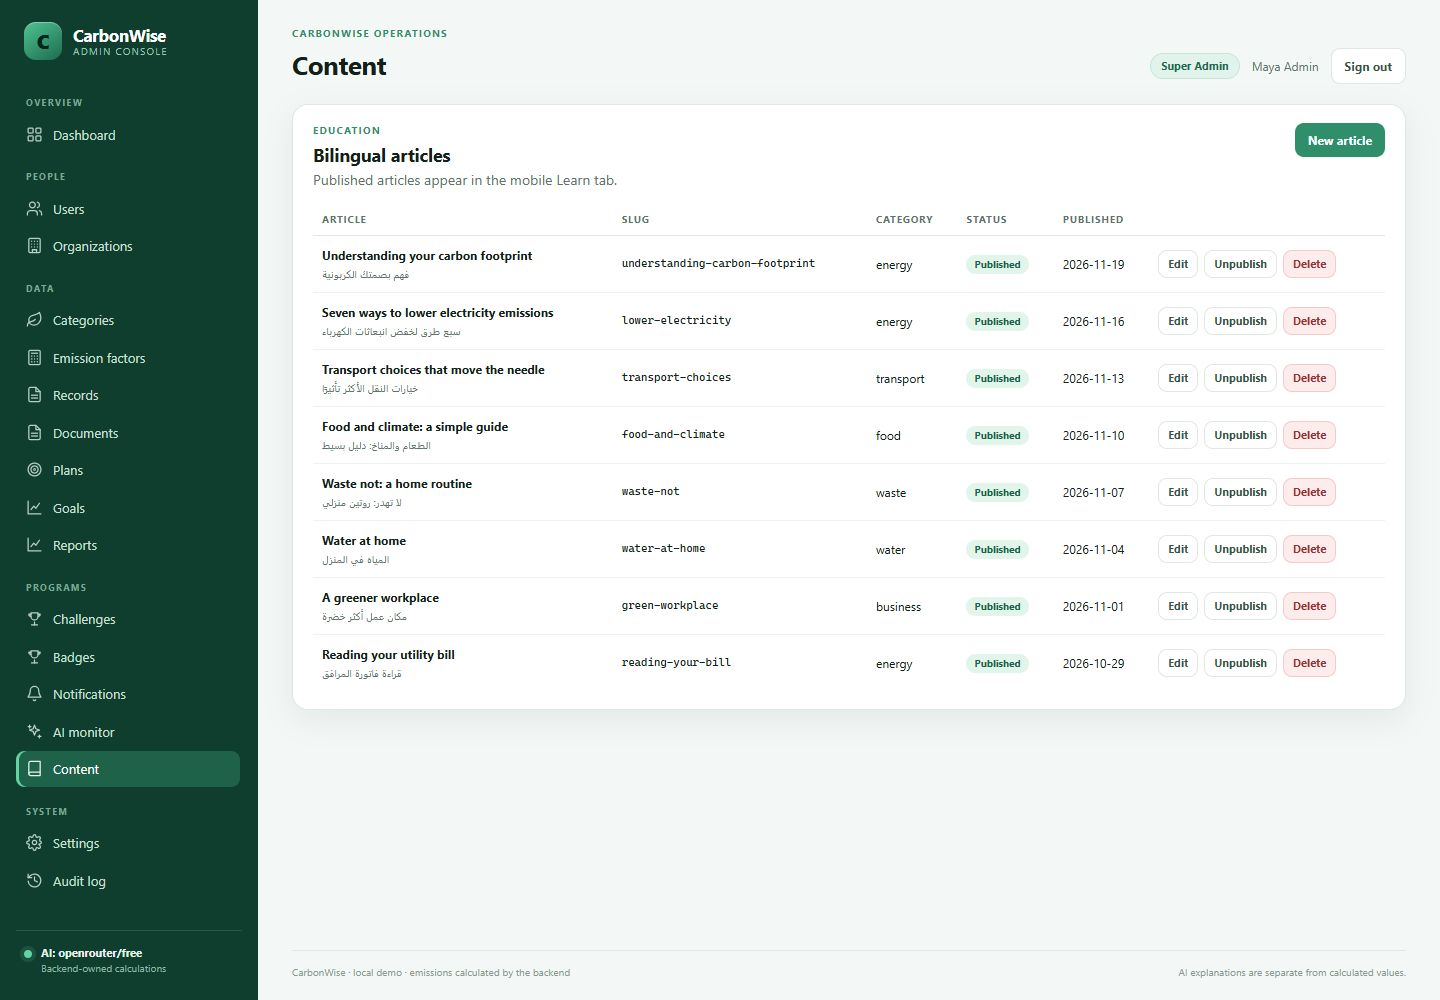 C
CarbonWise
ADMIN CONSOLE
OVERVIEW
Dashboard
PEOPLE
Users
Organizations
DATA
Categories
Emission factors
Records
Documents
Plans
Goals
Reports
PROGRAMS
Challenges
Badges
Notifications
AI monitor
Content
SYSTEM
Settings
Audit log
AI: openrouter/free
Backend-owned calculations
CARBONWISE OPERATIONS
Content
Super Admin Maya Admin Sign out
EDUCATION
Bilingual articles
Published articles appear in the mobile Learn tab.
New article
ARTICLE SLUG CATEGORY STATUS PUBLISHED
Understanding your carbon footprint understanding-carbon-footprint energy Published 2026-11-19 Edit Unpublish Delete
فهم بصمتك الكربونية
Seven ways to lower electricity emissions lower-electricity energy Published 2026-11-16 Edit Unpublish Delete
سبع طرق لخفض انبعاثات الكهرباء
Transport choices that move the needle transport-choices transport Published 2026-11-13 Edit Unpublish Delete
خيارات النقل الأكثر تأثيرًا
Food and climate: a simple guide food-and-climate food Published 2026-11-10 Edit Unpublish Delete
الطعام والمناخ: دليل بسيط
Waste not: a home routine waste-not waste Published 2026-11-07 Edit Unpublish Delete
لا تهدر: روتين منزلي
Water at home water-at-home water Published 2026-11-04 Edit Unpublish Delete
المياه في المنزل
A greener workplace green-workplace business Published 2026-11-01 Edit Unpublish Delete
مكان عمل أكثر خضرة
Reading your utility bill reading-your-bill energy Published 2026-10-29 Edit Unpublish Delete
قراءة فاتورة المرافق
CarbonWise · local demo · emissions calculated by the backend
AI explanations are separate from calculated values.